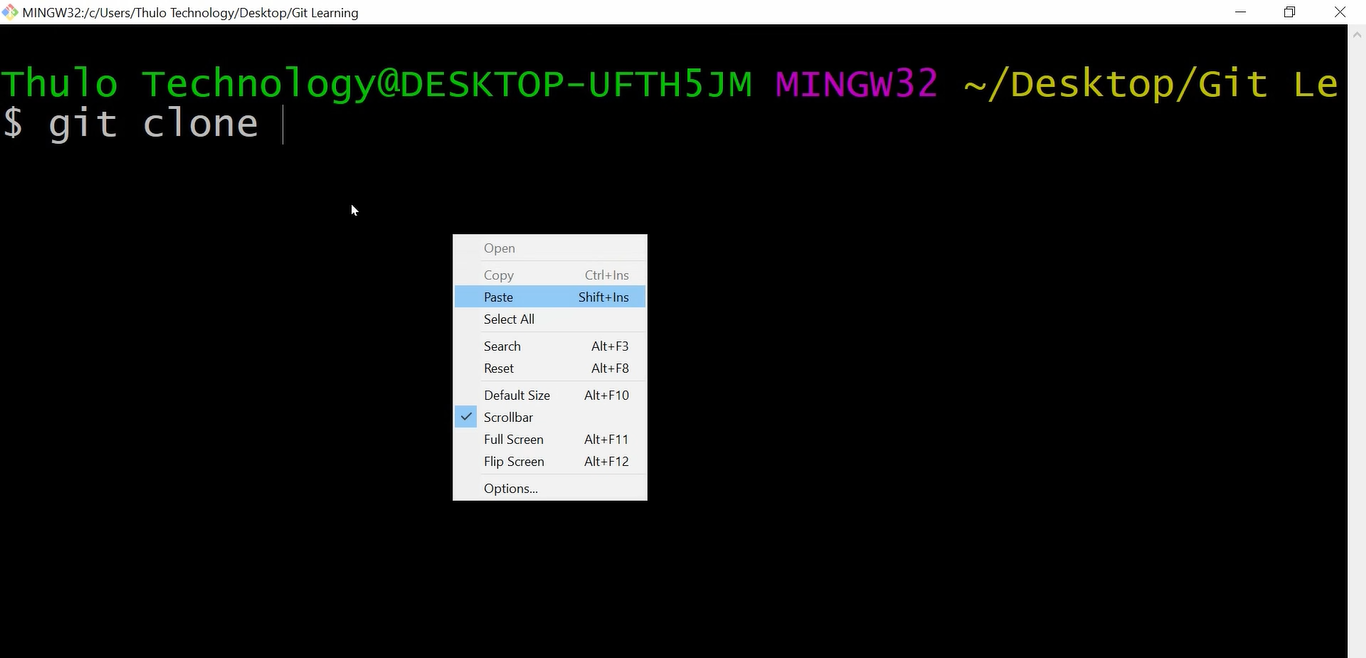 MINGW32:/c/Users/Thulo Technology/Desktop/Git Learning
Thulo Technology@DESKTOP-UFTH5JM MINGW32 ~/Desktop/Git Le
$ git clone
Open
Copy Ctrl+Ins
Paste Shift+Ins
Select All
Search Alt+F3
Reset Alt+F8
Default Size Alt+F10
Scrollbar
Full Screen Alt+F11
Flip Screen Alt+F12
Options...